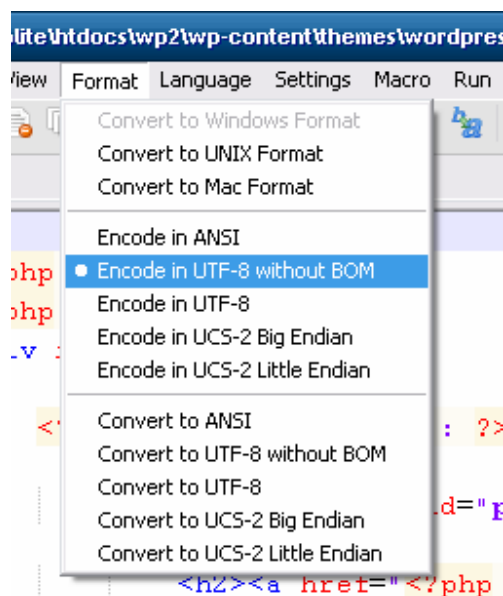 olite\htdocs\wp2\wp-content\themes\wordpres
View Format Language Settings Macro Run
Convert to Windows Format
Convert to UNIX Format
Convert to Mac Format
Encode in ANSI
php Encode in UTF-8 without BOM
php Encode in UTF-8
Encode in UCS-2 Big Endian
Encode in UCS-2 Little Endian
<? Convert to ANSI : ?>
Convert to UTF-8 without BOM
Convert to UTF-8
Convert to UCS-2 Big Endian
Convert to UCS-2 Little Endian
<h2><a href="<?php